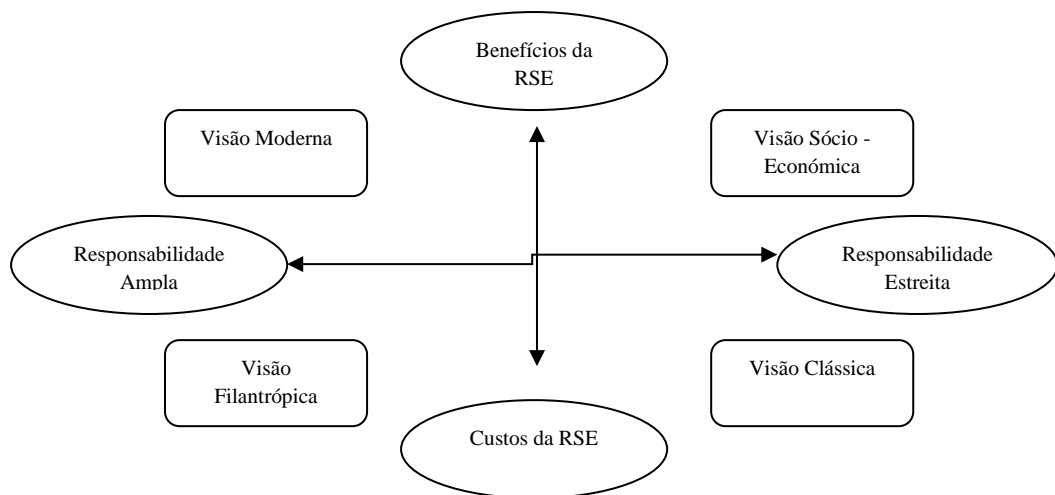 Benefícios da
RSE
Visão Moderna
Visão Sócio -
Económica
Responsabilidade
Ampla
Responsabilidade
Estreita
Visão
Filantrópica
Visão Clássica
Custos da RSE